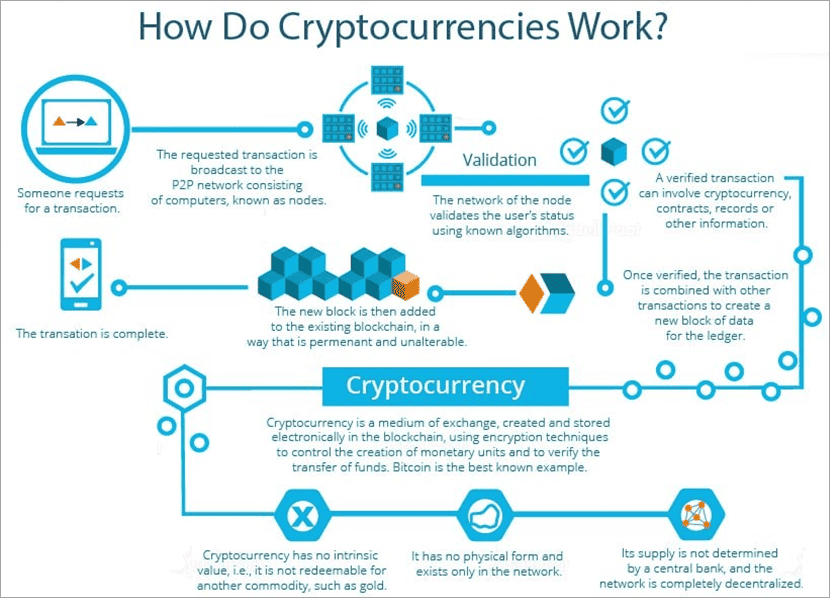 How Do Cryptocurrencies Work?
Someone requests
for a transaction.
The requested transaction is
broadcast to the
P2P network consisting
of computers, known as nodes.
Validation
The network of the node
validates the user's status
using known algorithms.
A verified transaction
can involve cryptocurrency,
contracts, records or
other information.
Once verified, the transaction
is combined with other
transactions to create a
new block of data
for the ledger.
The new block is then added
to the existing blockchain, in a
way that is permenant and unalterable.
The transation is complete.
Cryptocurrency
Cryptocurrency is a medium of exchange, created and stored
electronically in the blockchain, using encryption techniques
to control the creation of monetary units and to verify the
transfer of funds. Bitcoin is the best known example.
Cryptocurrency has no intrinsic
value, i.e., it is not redeemable for
another commodity, such as gold.
It has no physical form and
exists only in the network.
Its supply is not determined
by a central bank, and the
network is completely decentralized.